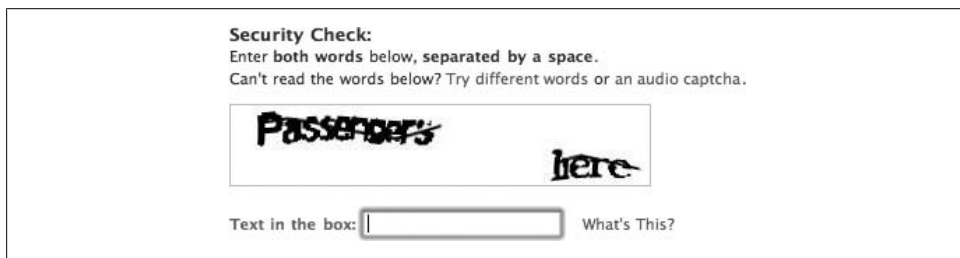 Security Check:
Enter both words below, separated by a space.
Can't read the words below? Try different words or an audio captcha.
Passengers
here
Text in the box:
What's This?